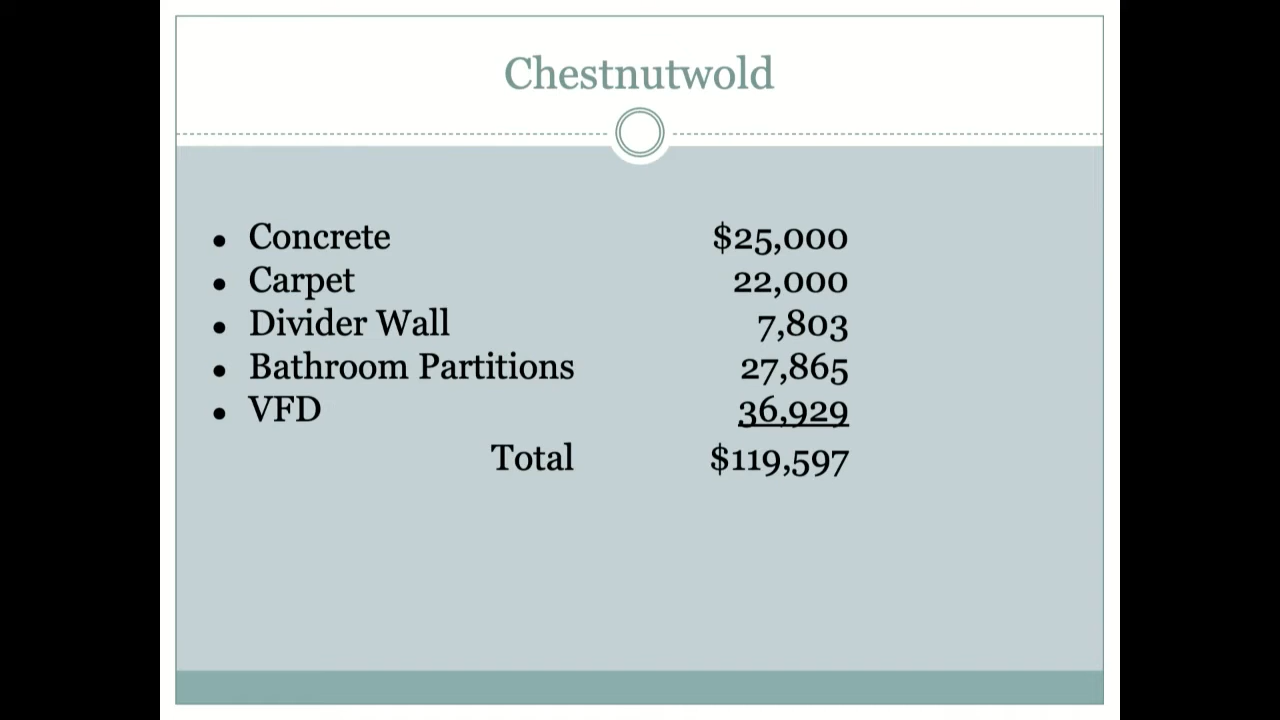 Chestnutwold
• Concrete $25,000
• Carpet 22,000
• Divider Wall 7,803
• Bathroom Partitions 27,865
• VFD 36,929
Total $119,597